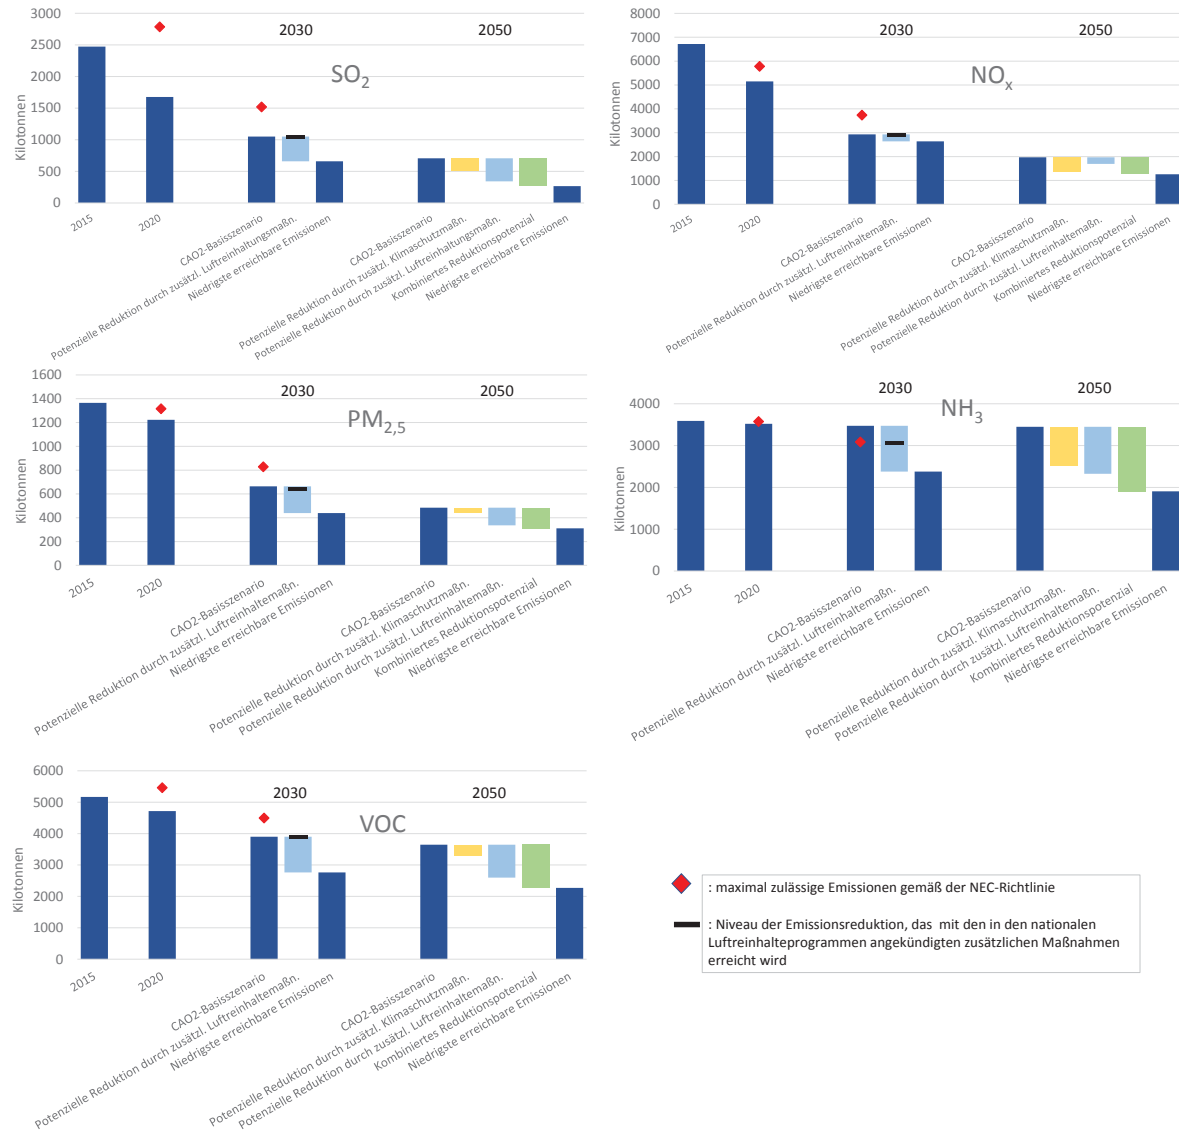 3000
2500
2000
1500
1000
500
0
Kilotonnen
2030
2050
SO2
2015
2020
CAO2-Basisszenario
Potenzielle Reduktion durch zusätzl. Luftreinhaltungsmaßn.
Niedrigste erreichbare Emissionen
CAO2-Basisszenario
Potenzielle Reduktion durch zusätzl. Klimaschutzmaßn.
Potenzielle Reduktion durch zusätzl. Luftreinhaltungsmaßn.
Kombiniertes Reduktionspotenzial
Niedrigste erreichbare Emissionen
8000
7000
6000
5000
4000
3000
2000
1000
0
Kilotonnen
2030
2050
NOx
2015
2020
CAO2-Basisszenario
Potenzielle Reduktion durch zusätzl. Luftreinhaltemaßn.
Niedrigste erreichbare Emissionen
CAO2-Basisszenario
Potenzielle Reduktion durch zusätzl. Klimaschutzmaßn.
Potenzielle Reduktion durch zusätzl. Luftreinhaltemaßn.
Kombiniertes Reduktionspotenzial
Niedrigste erreichbare Emissionen
1600
1400
1200
1000
800
600
400
200
0
Kilotonnen
2030
2050
PM2,5
2015
2020
CAO2-Basisszenario
Potenzielle Reduktion durch zusätzl. Luftreinhaltemaßn.
Niedrigste erreichbare Emissionen
CAO2-Basisszenario
Potenzielle Reduktion durch zusätzl. Klimaschutzmaßn.
Potenzielle Reduktion durch zusätzl. Luftreinhaltemaßn.
Kombiniertes Reduktionspotenzial
Niedrigste erreichbare Emissionen
4000
3000
2000
1000
0
Kilotonnen
2030
2050
NH3
2015
2020
CAO2-Basisszenario
Potenzielle Reduktion durch zusätzl. Luftreinhaltemaßn.
Niedrigste erreichbare Emissionen
CAO2-Basisszenario
Potenzielle Reduktion durch zusätzl. Klimaschutzmaßn.
Potenzielle Reduktion durch zusätzl. Luftreinhaltemaßn.
Kombiniertes Reduktionspotenzial
Niedrigste erreichbare Emissionen
6000
5000
4000
3000
2000
1000
0
Kilotonnen
2030
2050
VOC
2015
2020
CAO2-Basisszenario
Potenzielle Reduktion durch zusätzl. Luftreinhaltemaßn.
Niedrigste erreichbare Emissionen
CAO2-Basisszenario
Potenzielle Reduktion durch zusätzl. Klimaschutzmaßn.
Potenzielle Reduktion durch zusätzl. Luftreinhaltemaßn.
Kombiniertes Reduktionspotenzial
Niedrigste erreichbare Emissionen
: maximal zulässige Emissionen gemäß der NEC-Richtlinie
: Niveau der Emissionsreduktion, das mit den in den nationalen
Luftreinhalteprogrammen angekündigten zusätzlichen Maßnahmen
erreicht wird